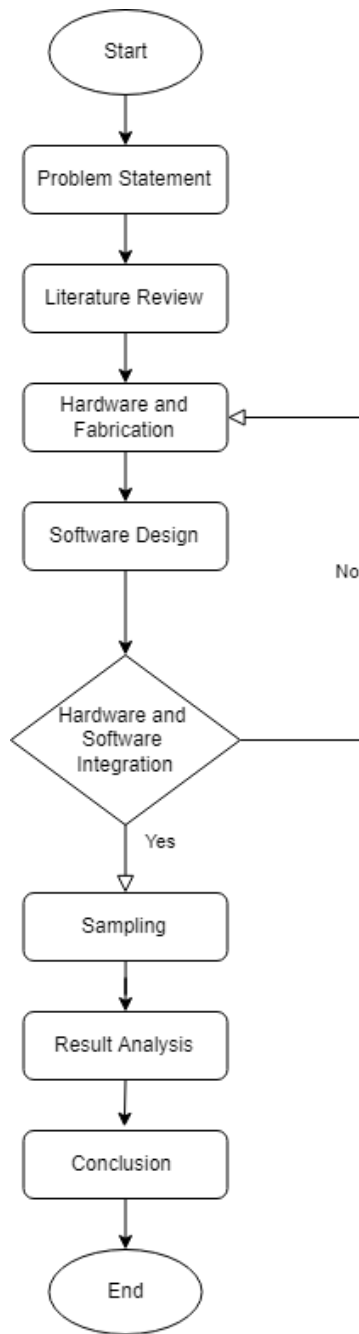 Start
Problem Statement
Literature Review
Hardware and
Fabrication
Software Design
No
Hardware and
Software
Integration
Yes
Sampling
Result Analysis
Conclusion
End